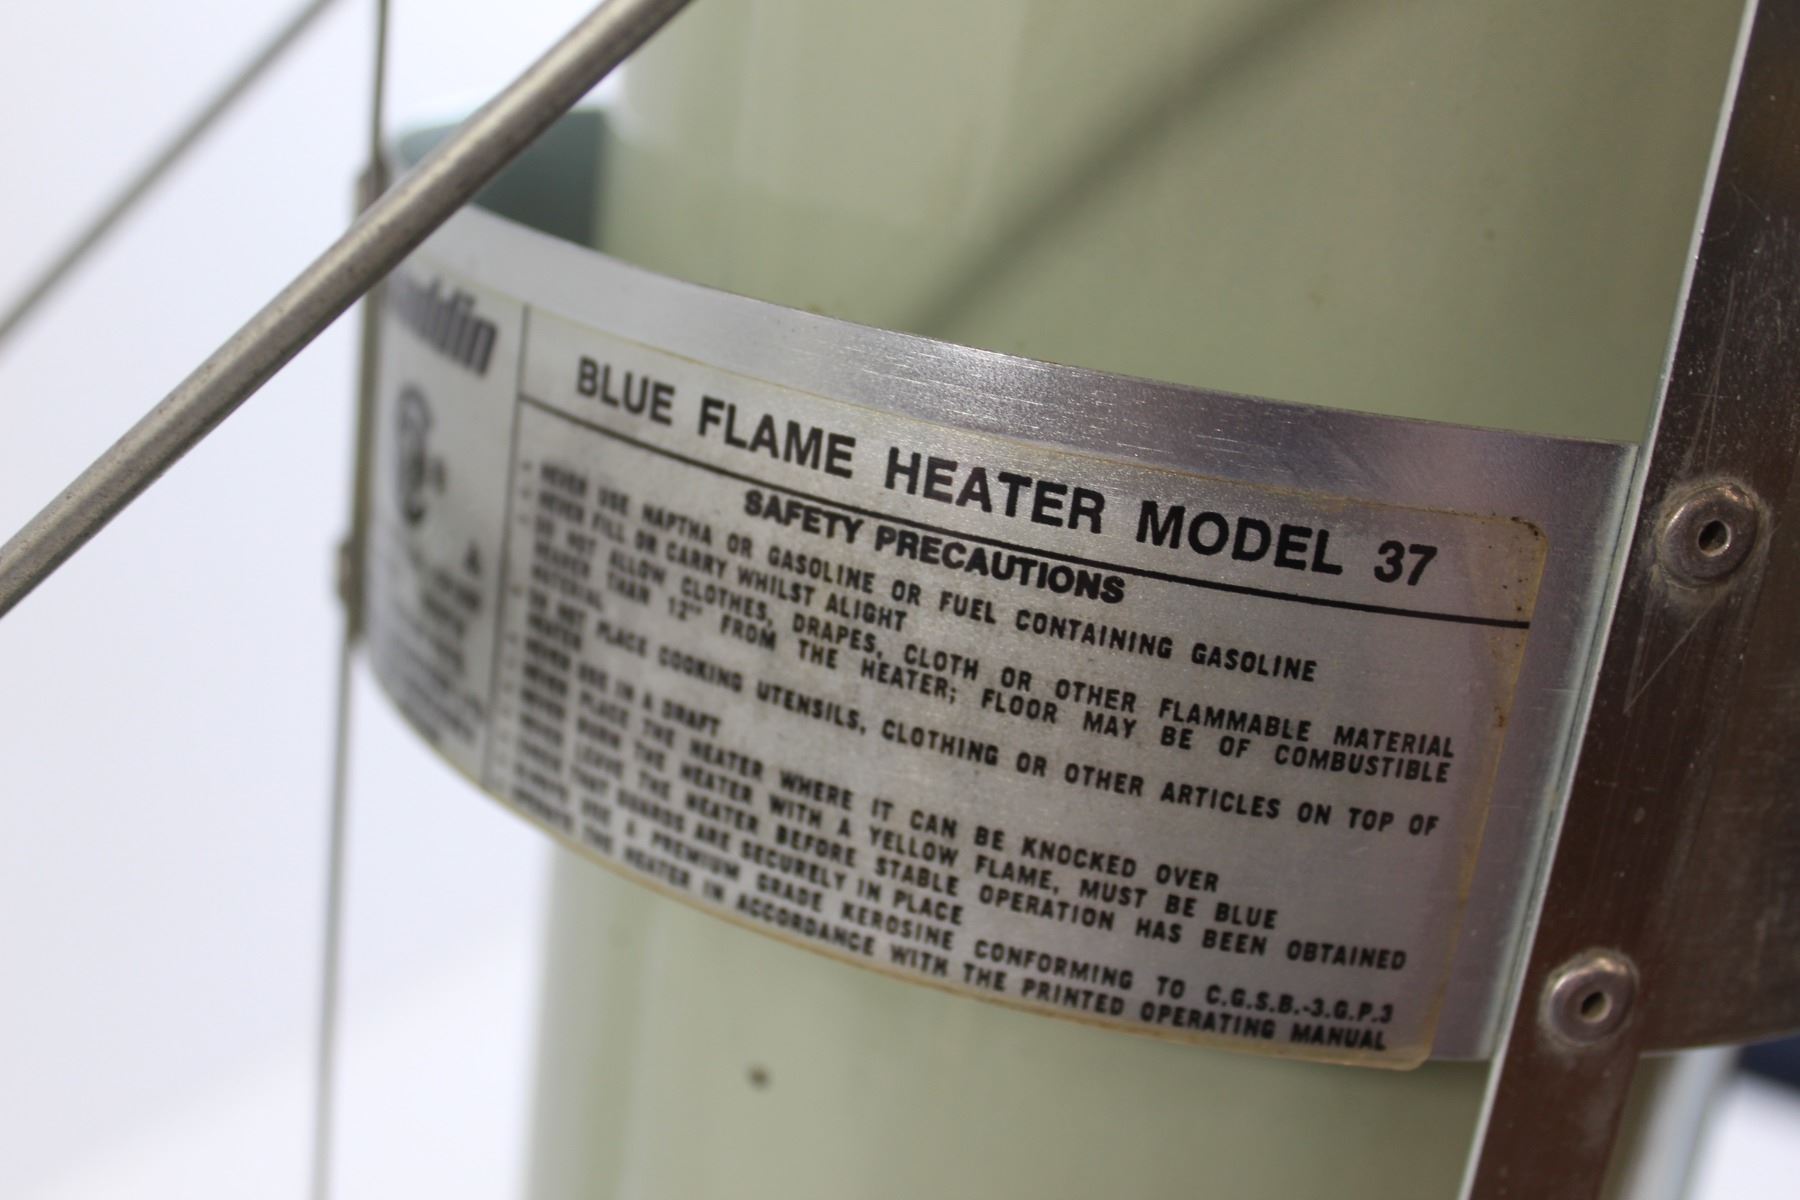 BLUE FLAME HEATER MODEL 37
SAFETY PRECAUTIONS
- NEVER USE NAPTHA OR GASOLINE OR FUEL CONTAINING GASOLINE
- NEVER FILL OR CARRY WHILST ALIGHT
- DO NOT ALLOW CLOTHES, DRAPES, CLOTH OR OTHER FLAMMABLE MATERIAL
NEARER THAN 12" FROM THE HEATER; FLOOR MAY BE OF COMBUSTIBLE
MATERIAL
- DO NOT PLACE COOKING UTENSILS, CLOTHING OR OTHER ARTICLES ON TOP OF
HEATER
- NEVER USE IN A DRAFT
- NEVER PLACE THE HEATER WHERE IT CAN BE KNOCKED OVER
- NEVER BURN THE HEATER WITH A YELLOW FLAME, MUST BE BLUE
- NEVER LEAVE THE HEATER BEFORE STABLE OPERATION HAS BEEN OBTAINED
THAT GUARDS ARE SECURELY IN PLACE
- ALWAYS USE A PREMIUM GRADE KEROSINE CONFORMING TO C.G.S.B.-3.G.P.3
OPERATE THE HEATER IN ACCORDANCE WITH THE PRINTED OPERATING MANUAL